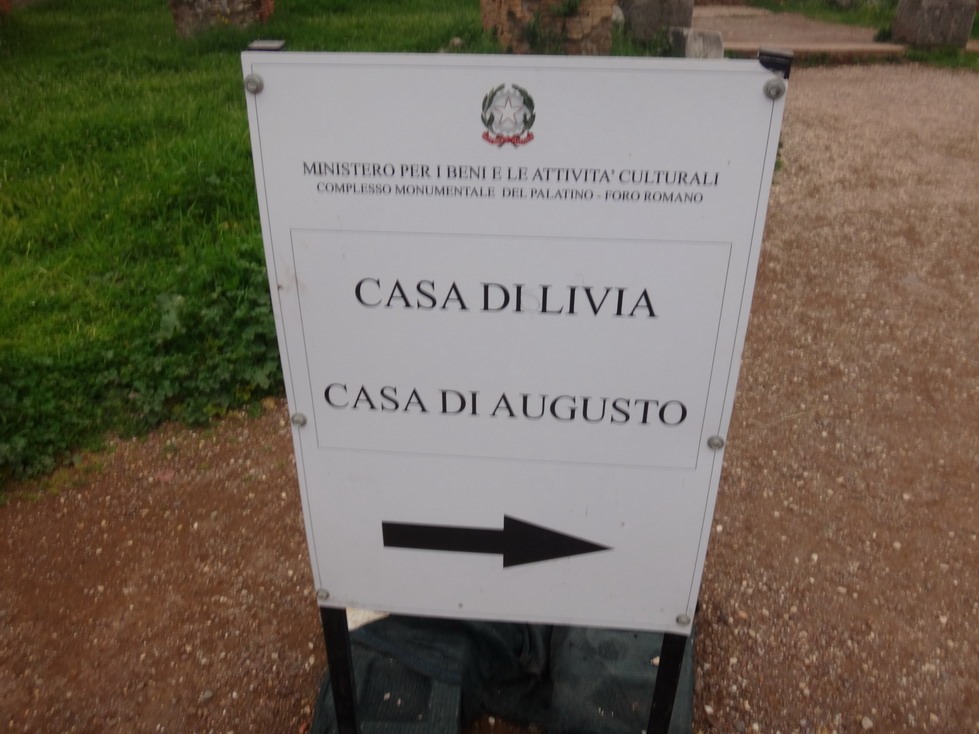 MINISTERO PER I BENI E LE ATTIVITA' CULTURALI
COMPLESSO MONUMENTALE DEL PALATINO - FORO ROMANO
CASA DI LIVIA
CASA DI AUGUSTO